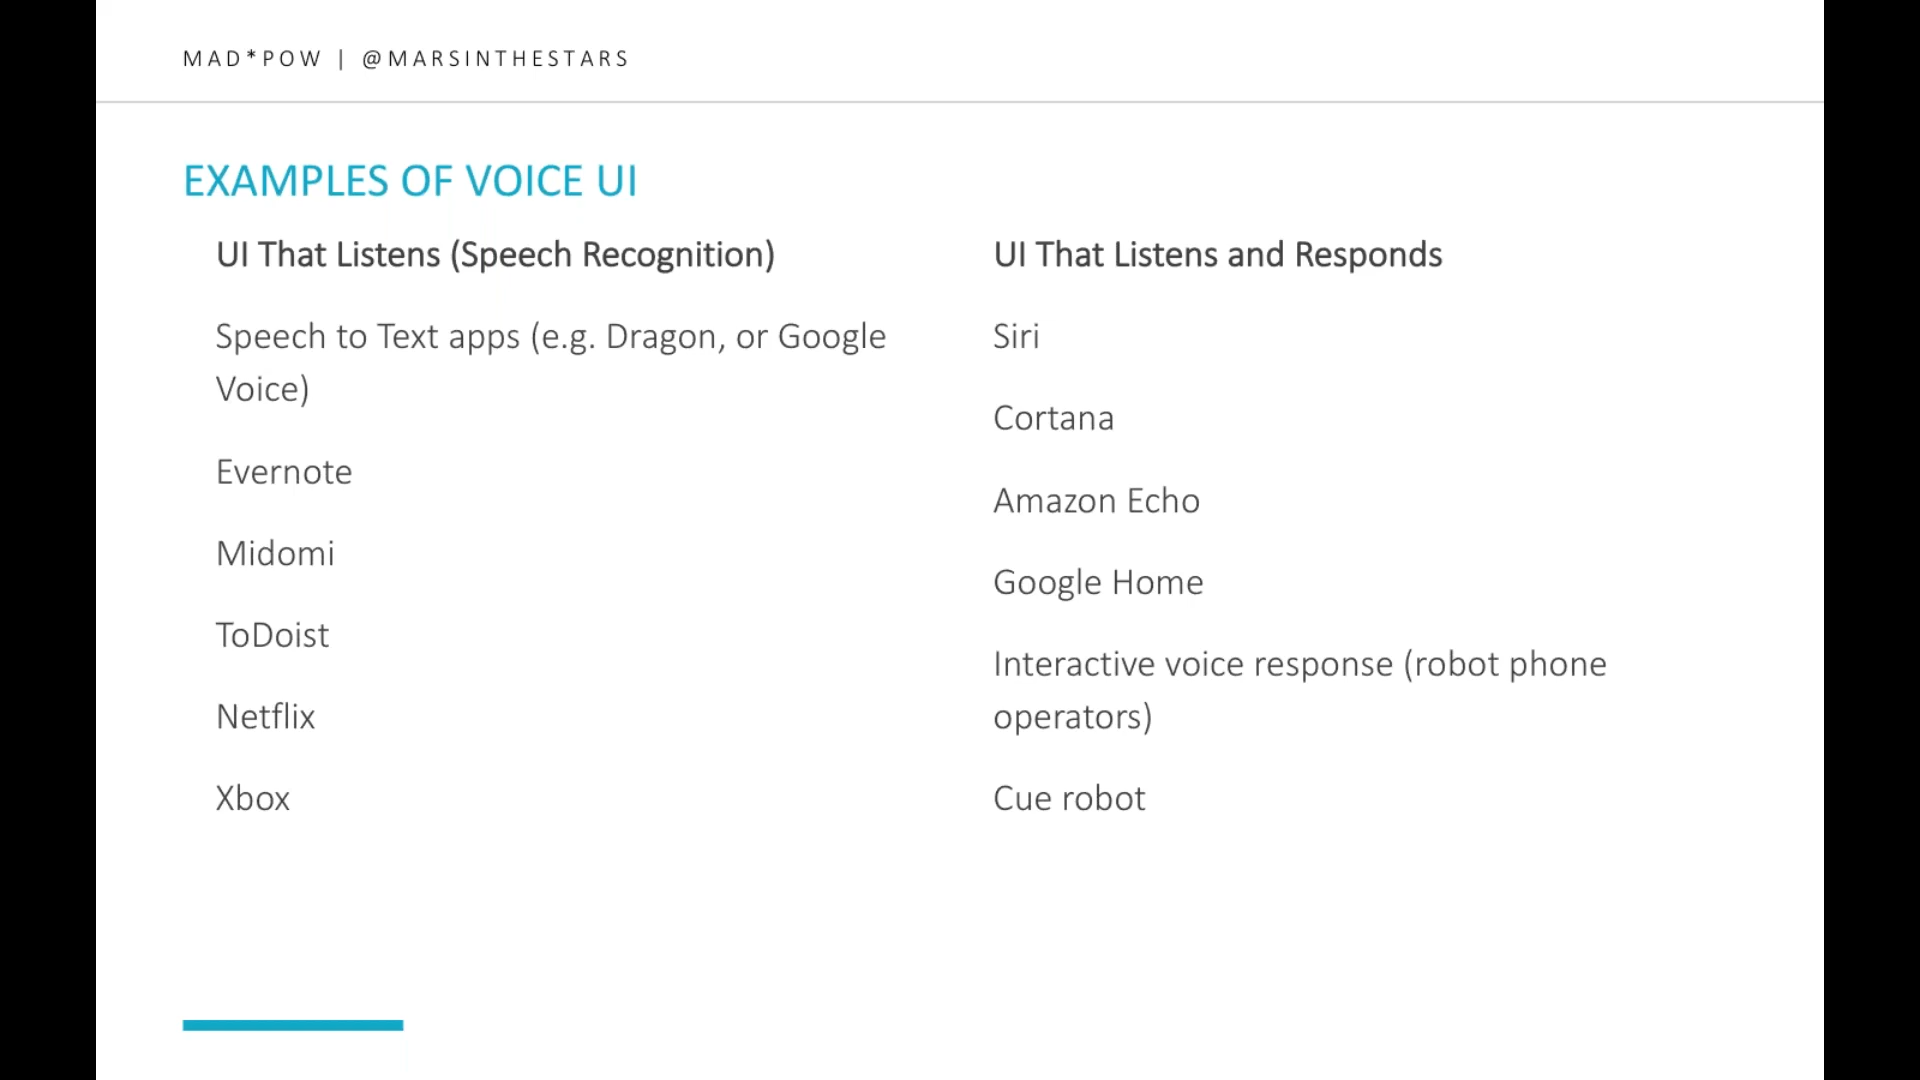 MAD*POW | @MARSINTHESTARS
EXAMPLES OF VOICE UI
UI That Listens (Speech Recognition)
Speech to Text apps (e.g. Dragon, or Google
Voice)
Evernote
Midomi
ToDoist
Netflix
Xbox
UI That Listens and Responds
Siri
Cortana
Amazon Echo
Google Home
Interactive voice response (robot phone
operators)
Cue robot